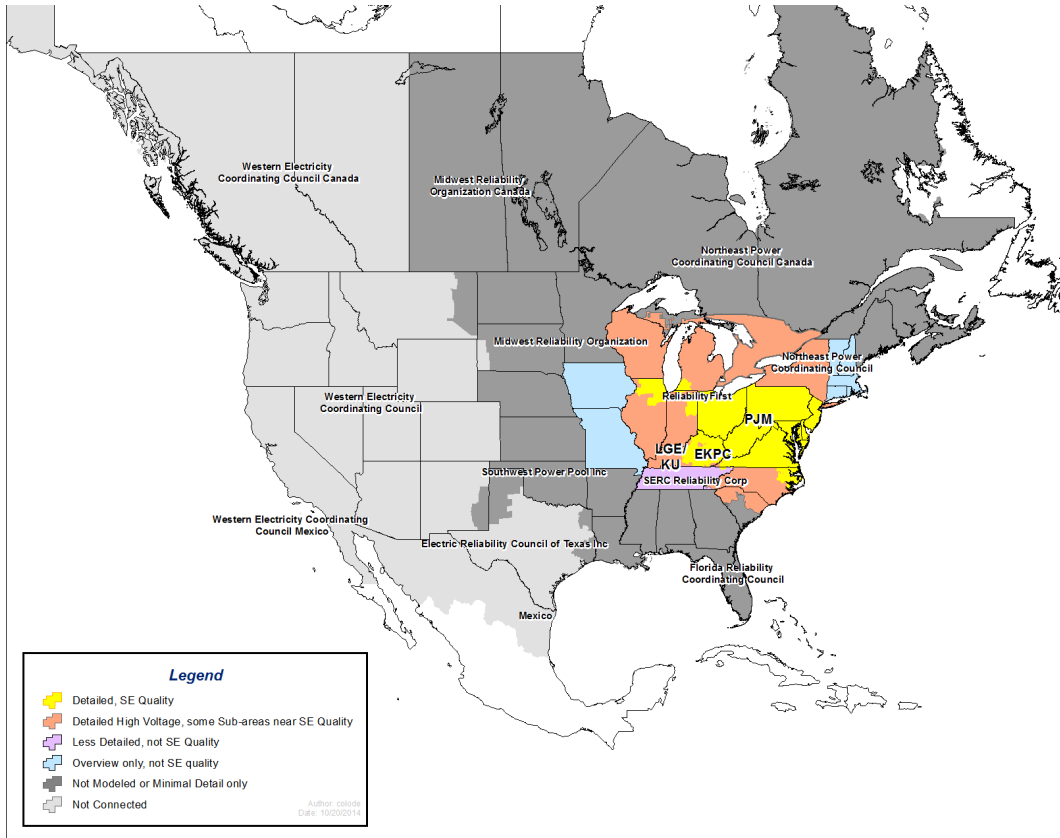 Western Electricity
Coordinating Council Canada
Midwest Reliability
Organization Canada
Northeast Power
Coordinating Council Canada
Midwest Reliability Organization
Northeast Power
Coordinating Council
Western Electricity
Coordinating Council
ReliabilityFirst
PJM
LGE/
KU
EKPC
Southwest Power Pool Inc
SERC Reliability Corp
Western Electricity Coordinating
Council Mexico
Electric Reliability Council of Texas Inc
Florida Reliability
Coordinating Council
Mexico
Legend
Detailed, SE Quality
Detailed High Voltage, some Sub-areas near SE Quality
Less Detailed, not SE Quality
Overview only, not SE quality
Not Modeled or Minimal Detail only
Not Connected
Author: colode
Date: 10/20/2014